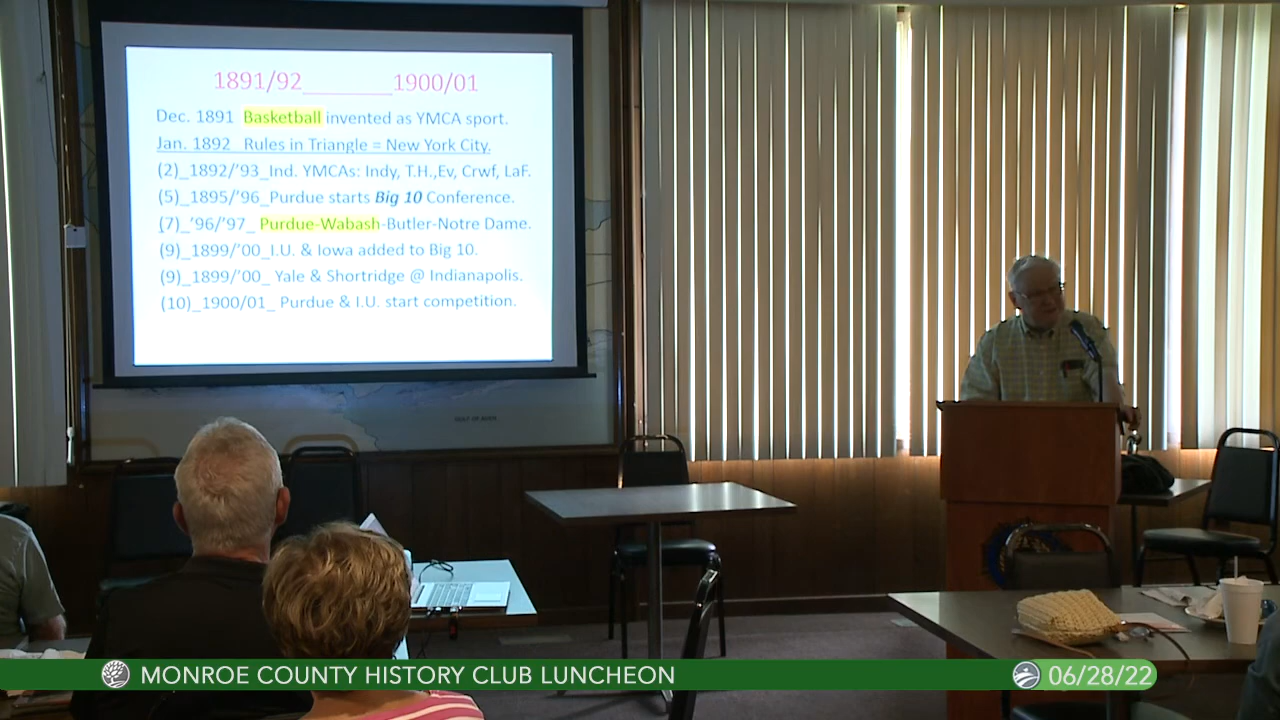 1891/92_______1900/01
Dec. 1891 Basketball invented as YMCA sport.
Jan. 1892 Rules in Triangle = New York City.
(2)_1892/'93_Ind. YMCAs: Indy, T.H.,Ev, Crwf, LaF.
(5)_1895/'96_Purdue starts Big 10 Conference.
(7)_'96/'97_ Purdue-Wabash-Butler-Notre Dame.
(9)_1899/'00_I.U. & Iowa added to Big 10.
(9)_1899/'00_ Yale & Shortridge @ Indianapolis.
(10)_1900/01_ Purdue & I.U. start competition.
MONROE COUNTY HISTORY CLUB LUNCHEON
06/28/22